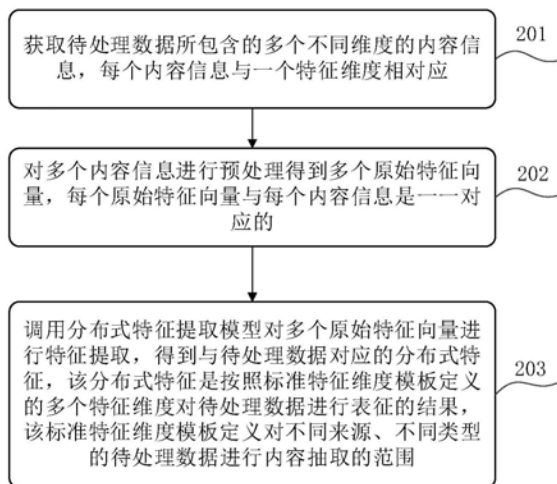 获取待处理数据所包含的多个不同维度的内容信
息，每个内容信息与一个特征维度相对应
201
对多个内容信息进行预处理得到多个原始特征向
量，每个原始特征向量与每个内容信息是一一对
应的
202
调用分布式特征提取模型对多个原始特征向量进
行特征提取，得到与待处理数据对应的分布式特
征，该分布式特征是按照标准特征维度模板定义
的多个特征维度对待处理数据进行表征的结果，
该标准特征维度模板定义对不同来源、不同类型
的待处理数据进行内容抽取的范围
203